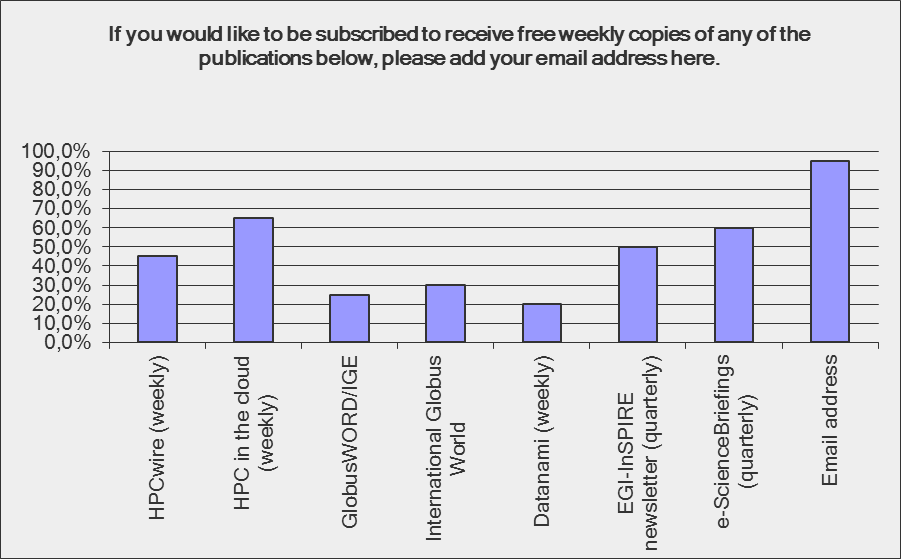 If you would like to be subscribed to receive free weekly copies of any of the
publications below, please add your email address here.
100,0%
90,0%
80,0%
70,0%
60,0%
50,0%
40,0%
30,0%
20,0%
10,0%
0,0%
HPCwire (weekly)
HPC in the cloud
(weekly)
GlobusWORD/IGE
International Globus
World
Datanami (weekly)
EGI-InSPIRE
newsletter (quarterly)
e-ScienceBriefings
(quarterly)
Email address